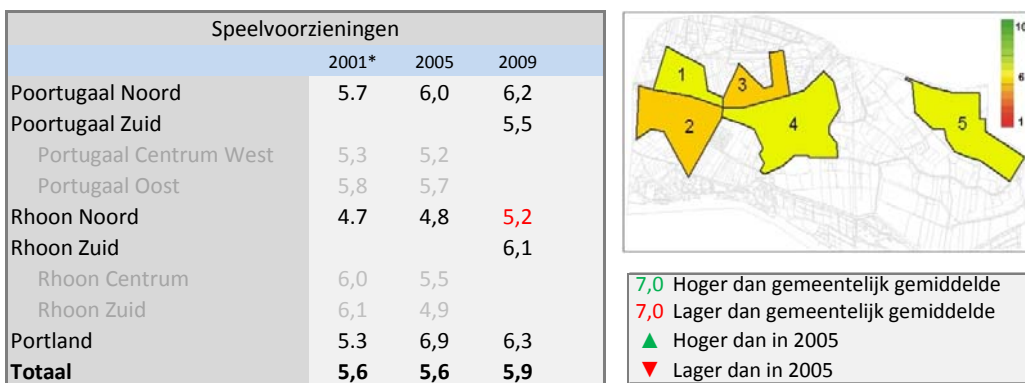 Speelvoorzieningen
2001* 2005 2009
Poortugaal Noord 5.7 6,0 6,2
Poortugaal Zuid 5,5
Portugaal Centrum West 5,3 5,2
Portugaal Oost 5,8 5,7
Rhoon Noord 4.7 4,8 5,2
Rhoon Zuid 6,1
Rhoon Centrum 6,0 5,5
Rhoon Zuid 6,1 4,9
Portland 5.3 6,9 6,3
Totaal 5,6 5,6 5,9
10
6
1
1
2
3
4
5
7,0 Hoger dan gemeentelijk gemiddelde
7,0 Lager dan gemeentelijk gemiddelde
▲ Hoger dan in 2005
▼ Lager dan in 2005